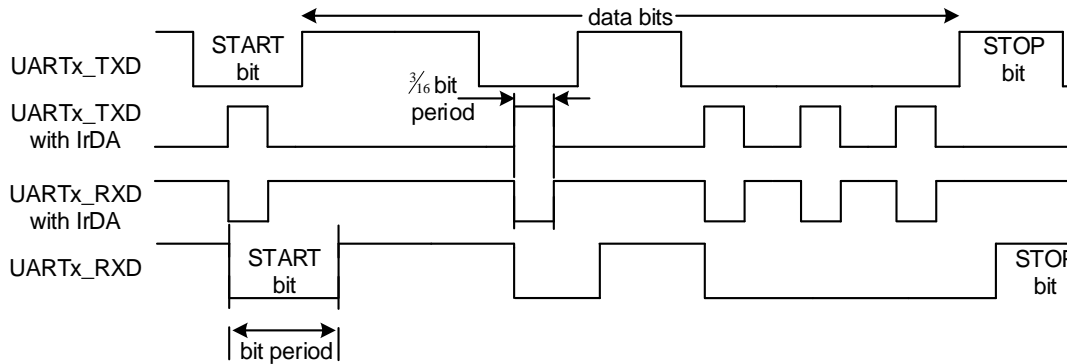 data bits
START
bit
STOP
bit
UARTx_TXD
3/16 bit
period
UARTx_TXD
with IrDA
UARTx_RXD
with IrDA
UARTx_RXD
START
bit
STOP
bit
bit period